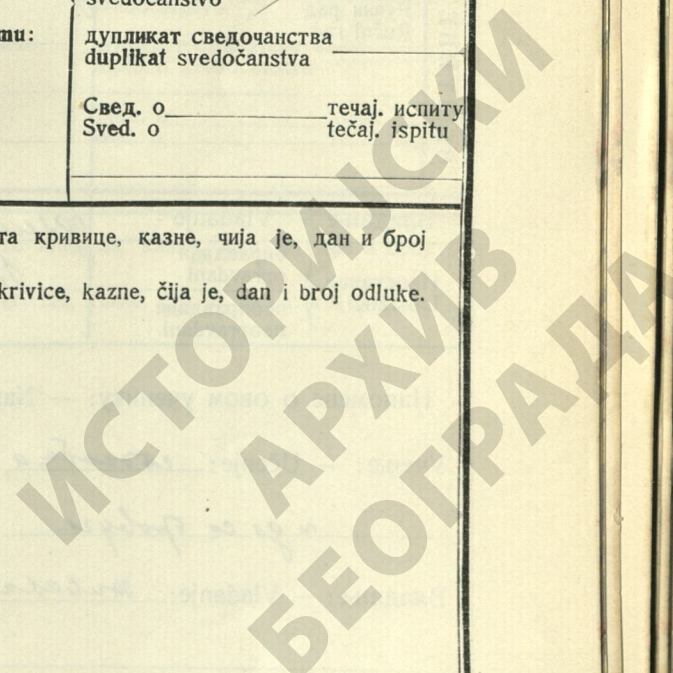 svedočanstvo
mu:
дупликат сведочанства
duplikat svedočanstva
Свед. о течај. испиту
Sved. o tečaj. ispitu
та кривице, казне, чија је, дан и број
krivice, kazne, čija je, dan i broj odluke.
ИСТОРИЈСКИ
АРХИВ
БЕОГРАДА